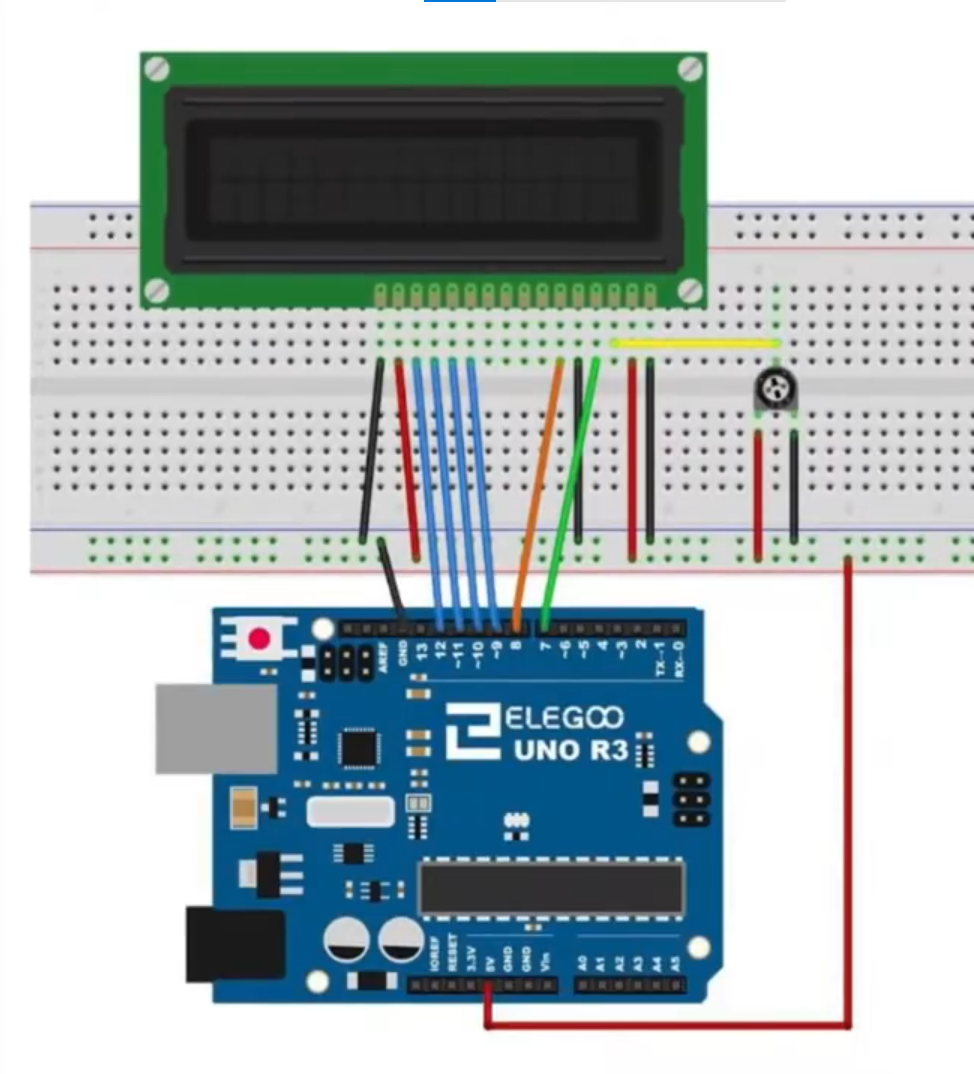 AREF
GND
13
12
~11
~10
~9
8
7
~6
~5
4
~3
2
TX→1
RX←0
ELEGOO
UNO R3
IOREF
RESET
3.3V
5V
GND
GND
Vin
A0
A1
A2
A3
A4
A5